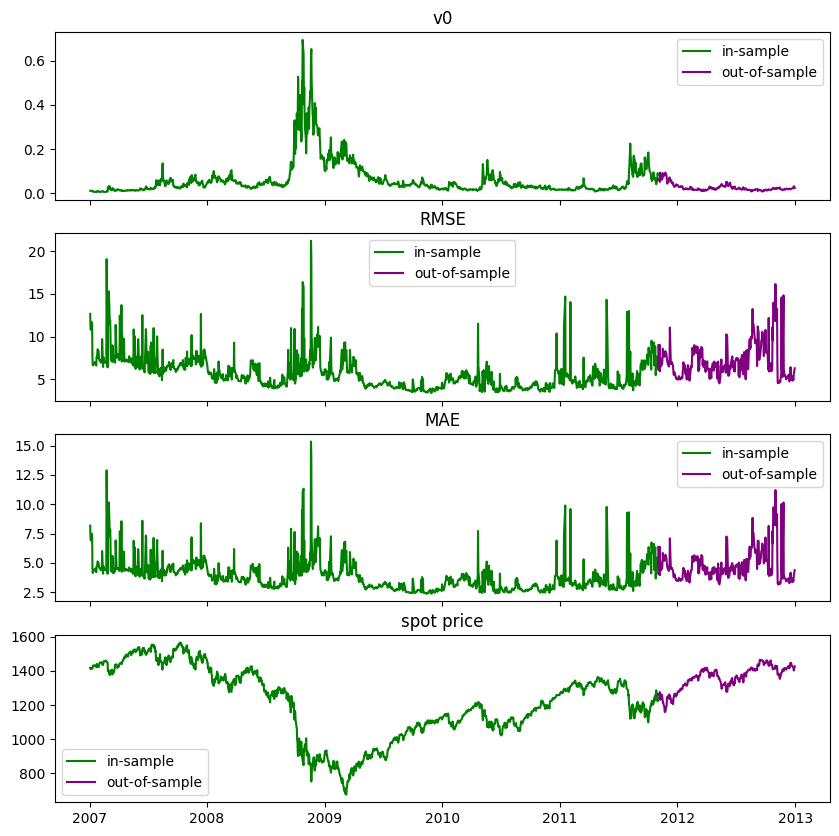 v0
0.6
0.4
0.2
0.0
in-sample
out-of-sample
RMSE
20
15
10
5
in-sample
out-of-sample
MAE
15.0
12.5
10.0
7.5
5.0
2.5
in-sample
out-of-sample
spot price
1600
1400
1200
1000
800
in-sample
out-of-sample
2007 2008 2009 2010 2011 2012 2013